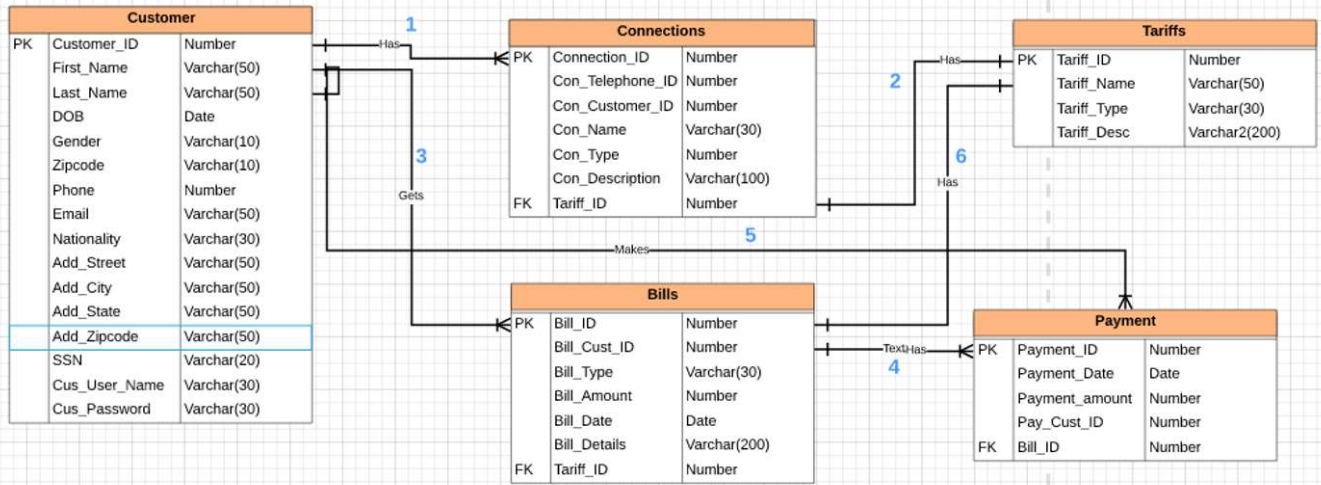 Customer
PK Customer_ID Number
First_Name Varchar(50)
Last_Name Varchar(50)
DOB Date
Gender Varchar(10)
Zipcode Varchar(10)
Phone Number
Email Varchar(50)
Nationality Varchar(30)
Add_Street Varchar(50)
Add_City Varchar(50)
Add_State Varchar(50)
Add_Zipcode Varchar(50)
SSN Varchar(20)
Cus_User_Name Varchar(30)
Cus_Password Varchar(30)
1
Has
Connections
PK Connection_ID Number
Con_Telephone_ID Number
Con_Customer_ID Number
Con_Name Varchar(30)
Con_Type Number
Con_Description Varchar(100)
FK Tariff_ID Number
2
Has
Tariffs
PK Tariff_ID Number
Tariff_Name Varchar(50)
Tariff_Type Varchar(30)
Tariff_Desc Varchar2(200)
3
Gets
6
Has
5
Makes
Bills
PK Bill_ID Number
Bill_Cust_ID Number
Bill_Type Varchar(30)
Bill_Amount Number
Bill_Date Date
Bill_Details Varchar(200)
FK Tariff_ID Number
TextHas
4
Payment
PK Payment_ID Number
Payment_Date Date
Payment_amount Number
Pay_Cust_ID Number
FK Bill_ID Number